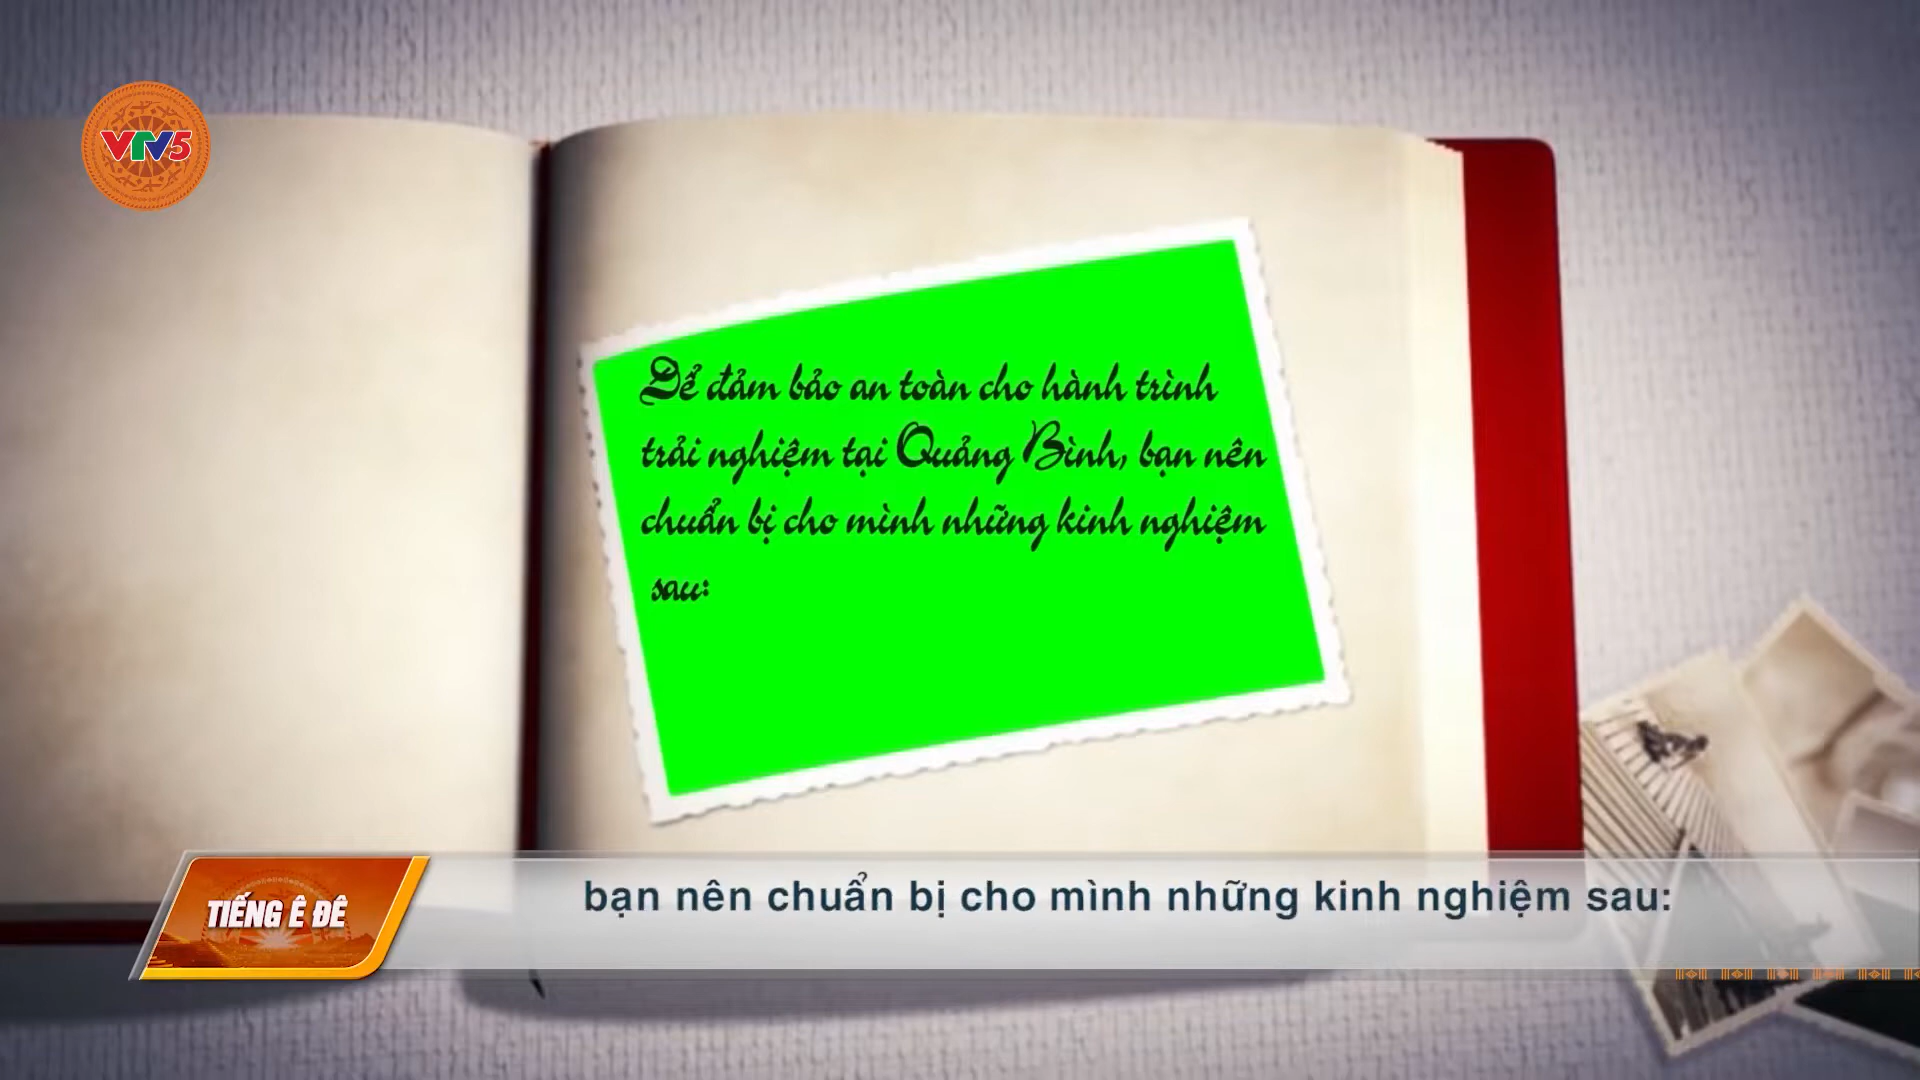 VTV5
Để đảm bảo an toàn cho hành trình
trải nghiệm tại Quảng Bình, bạn nên
chuẩn bị cho mình những kinh nghiệm
sau:
TIẾNG Ê ĐÊ
bạn nên chuẩn bị cho mình những kinh nghiệm sau: